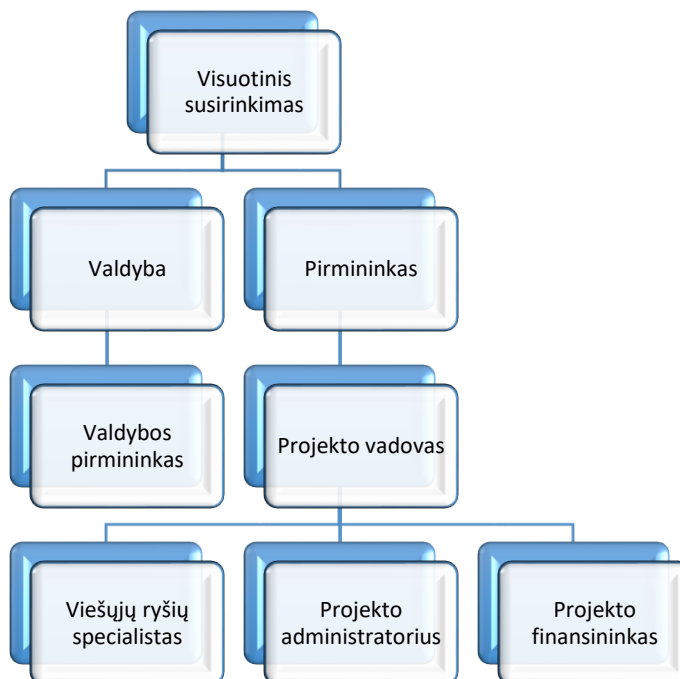 Visuotinis
susirinkimas
Valdyba
Pirmininkas
Valdybos
pirmininkas
Projekto vadovas
Viešųjų ryšių
specialistas
Projekto
administratorius
Projekto
finansininkas